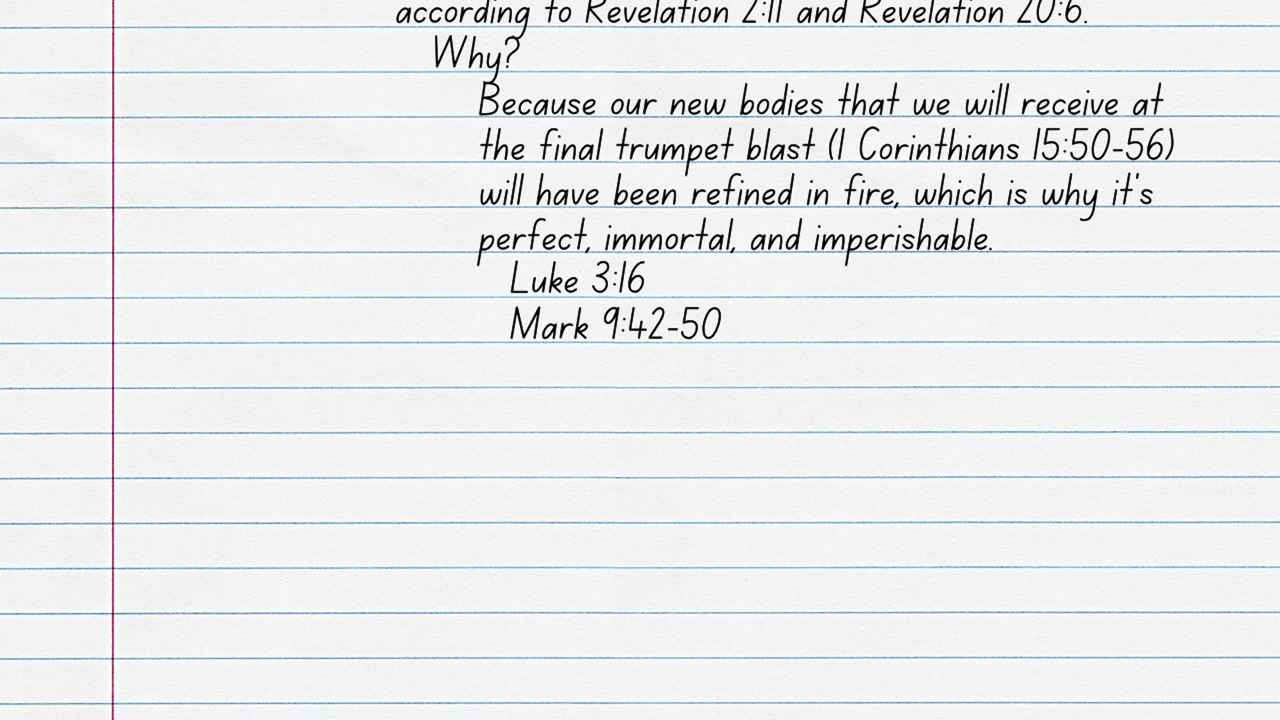 according to Revelation 2:11 and Revelation 20:6.
Why?
Because our new bodies that we will receive at
the final trumpet blast (1 Corinthians 15:50-56)
will have been refined in fire, which is why it's
perfect, immortal, and imperishable.
Luke 3:16
Mark 9:42-50